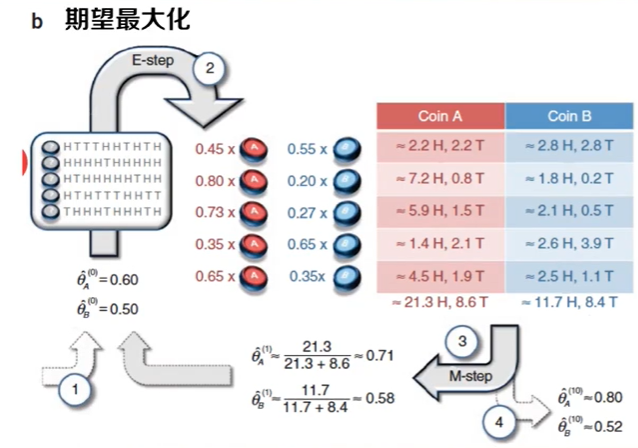 b 期望最大化
E-step
2
HTTTHHTHTH
HHHHTHHHHH
HTHHHHHTHH
HTHTTTHHTT
THHHTHHHTH
0.45 x A 0.55 x B
0.80 x A 0.20 x B
0.73 x A 0.27 x B
0.35 x A 0.65 x B
0.65 x A 0.35x B
Coin A Coin B
≈ 2.2 H, 2.2 T ≈ 2.8 H, 2.8 T
≈ 7.2 H, 0.8 T ≈ 1.8 H, 0.2 T
≈ 5.9 H, 1.5 T ≈ 2.1 H, 0.5 T
≈ 1.4 H, 2.1 T ≈ 2.6 H, 3.9 T
≈ 4.5 H, 1.9 T ≈ 2.5 H, 1.1 T
≈ 21.3 H, 8.6 T ≈ 11.7 H, 8.4 T
θ̂_A^(0) = 0.60
θ̂_B^(0) = 0.50
1
θ̂_A^(1) ≈ 21.3 / (21.3 + 8.6) ≈ 0.71
θ̂_B^(1) ≈ 11.7 / (11.7 + 8.4) ≈ 0.58
3
M-step
4
θ̂_A^(10) ≈ 0.80
θ̂_B^(10) ≈ 0.52